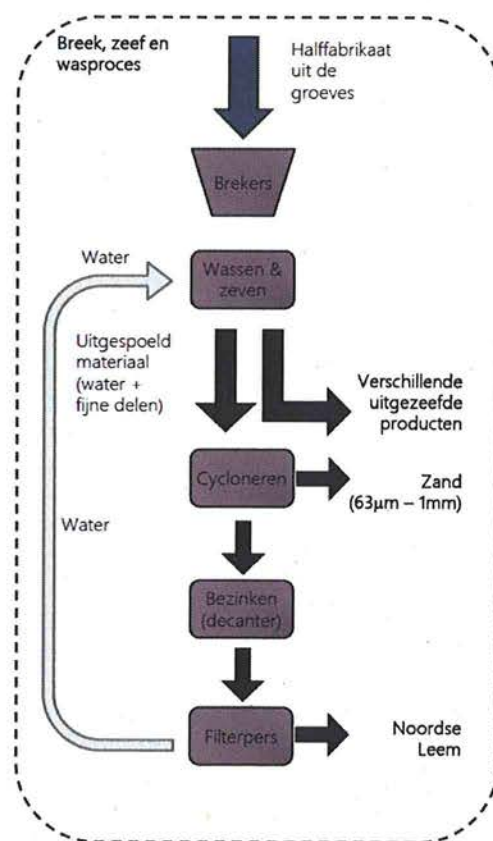 Breek, zeef en
wasproces
Halffabrikaat
uit de
groeves
Brekers
Water
Wassen &
zeven
Uitgespoeld
materiaal
(water +
fijne delen)
Verschillende
uitgezeefde
producten
Cycloneren
Zand
(63µm – 1mm)
Water
Bezinken
(decanter)
Filterpers
Noordse
Leem